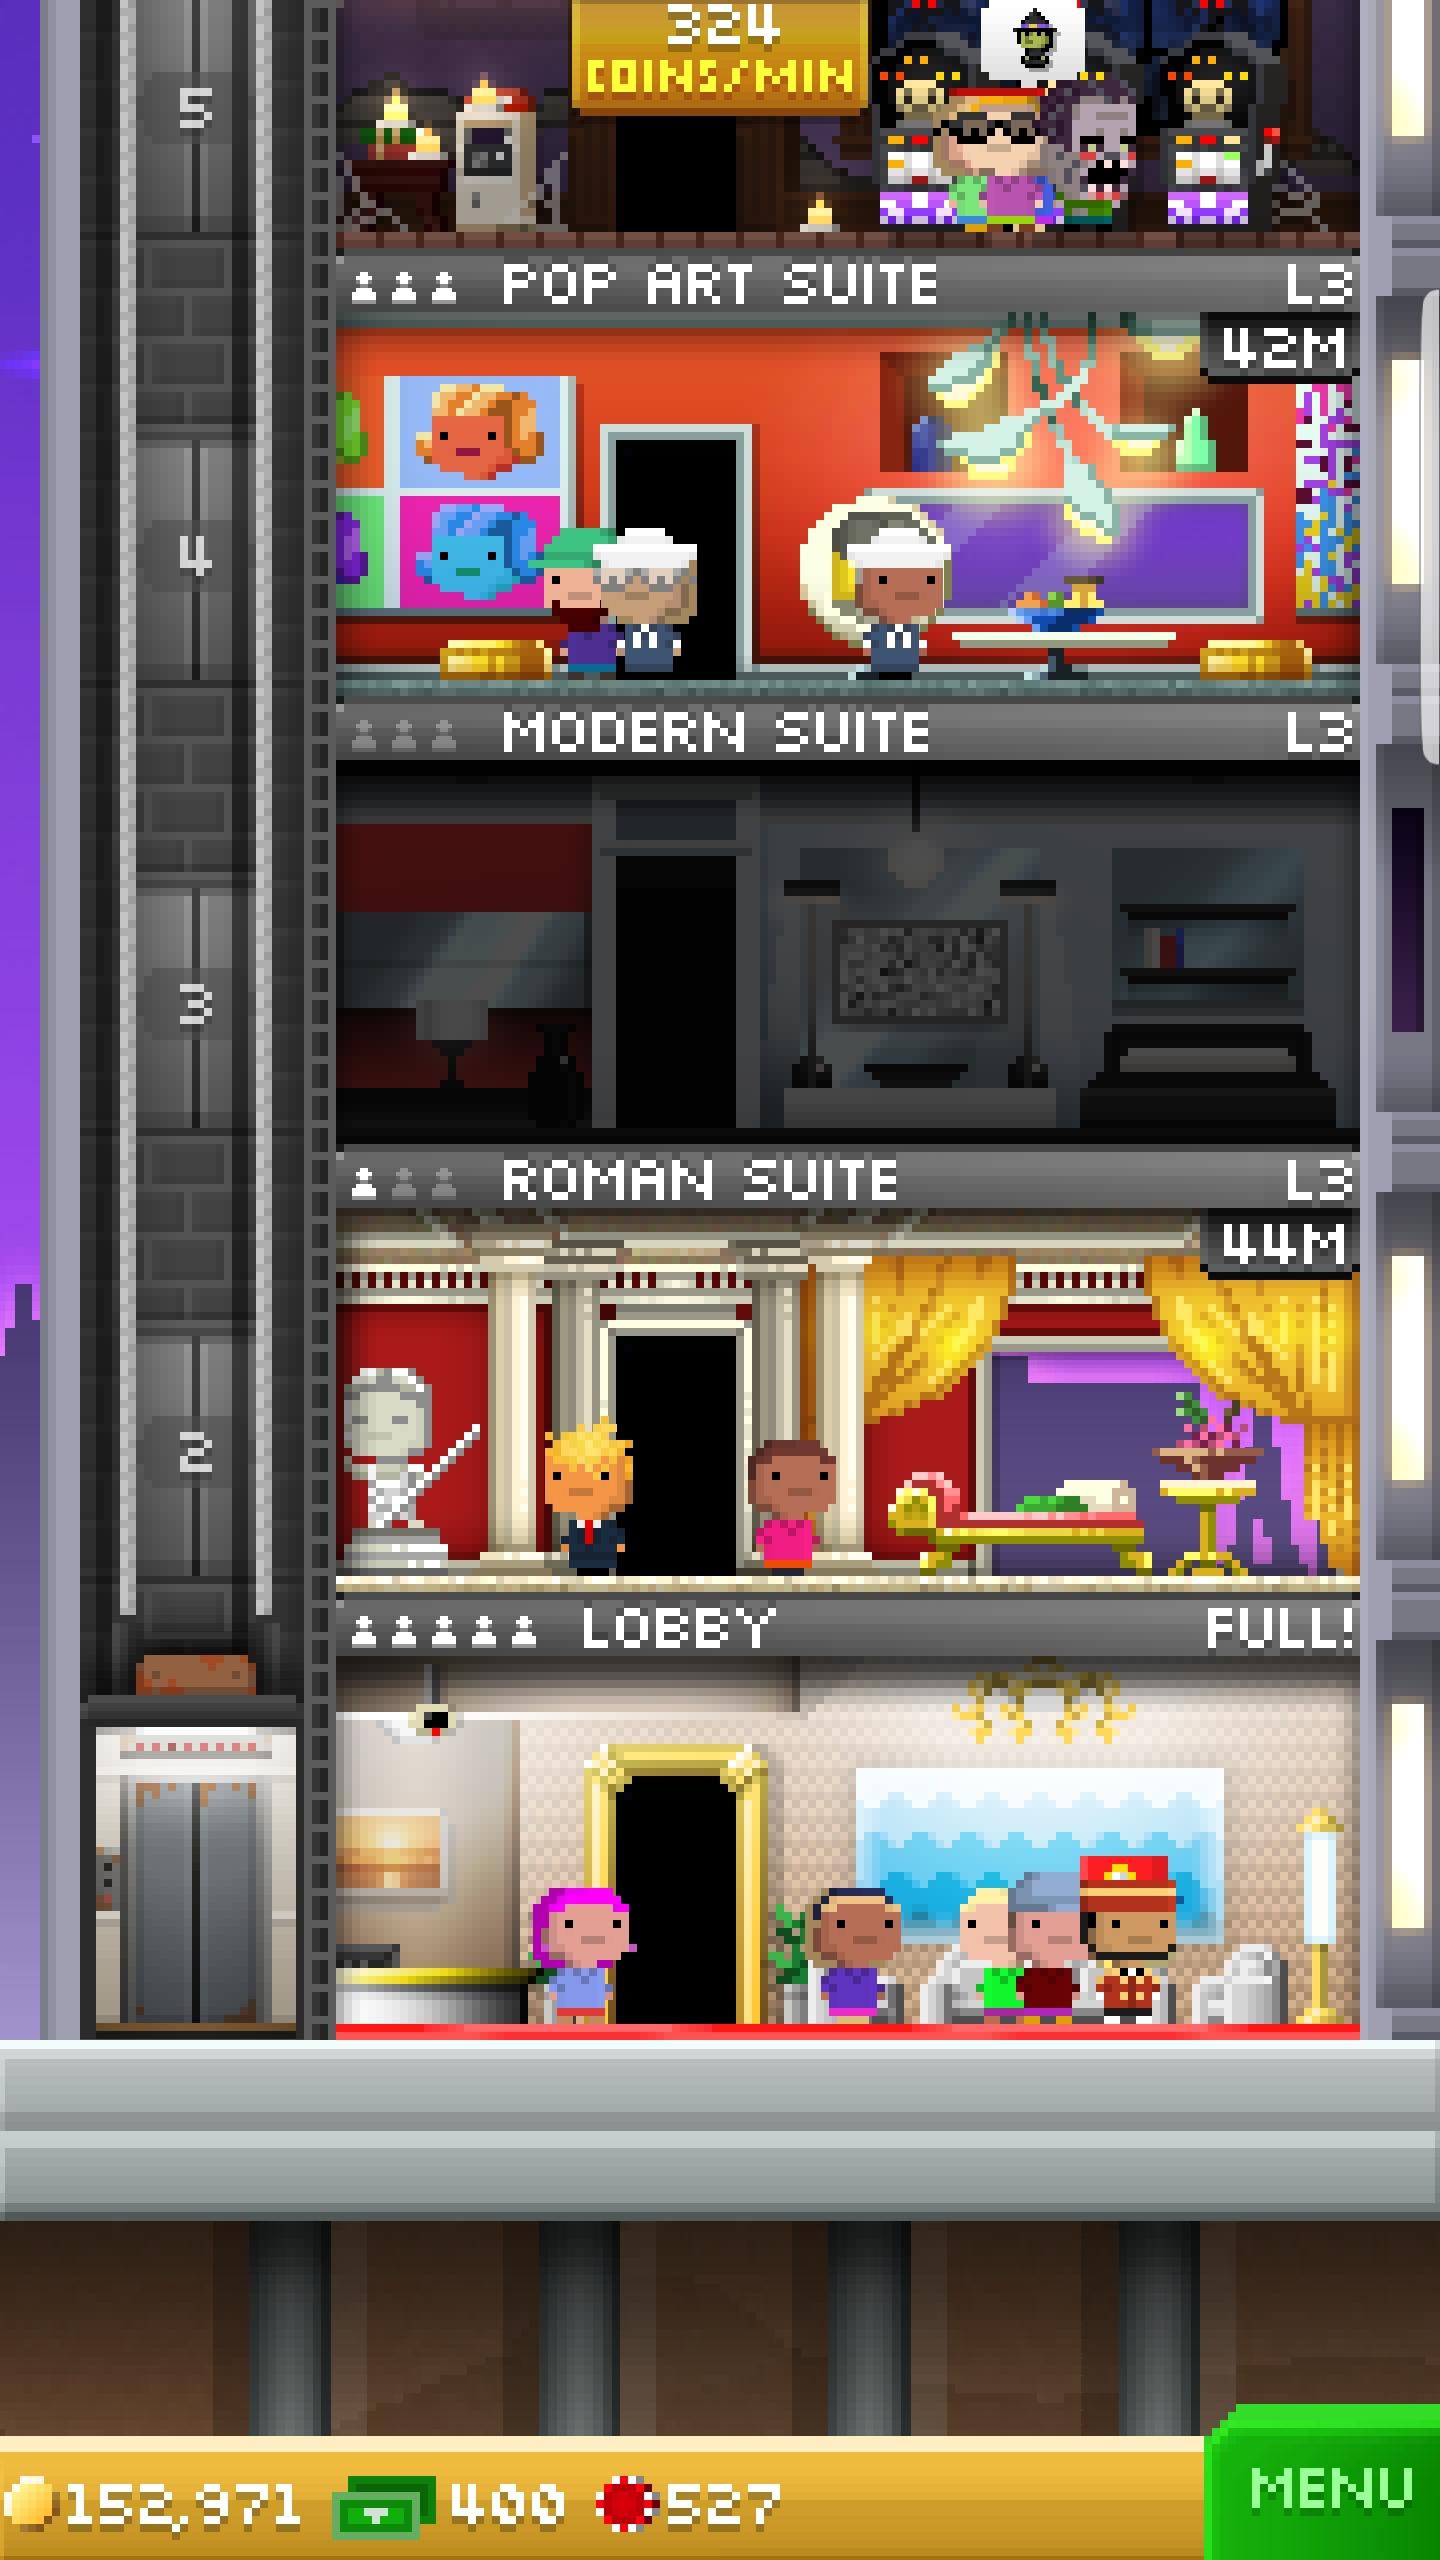 324
COINS/MIN
5
POP ART SUITE L3
42M
4
MODERN SUITE L3
3
ROMAN SUITE L3
44M
2
LOBBY FULL!
152,971 400 527
MENU